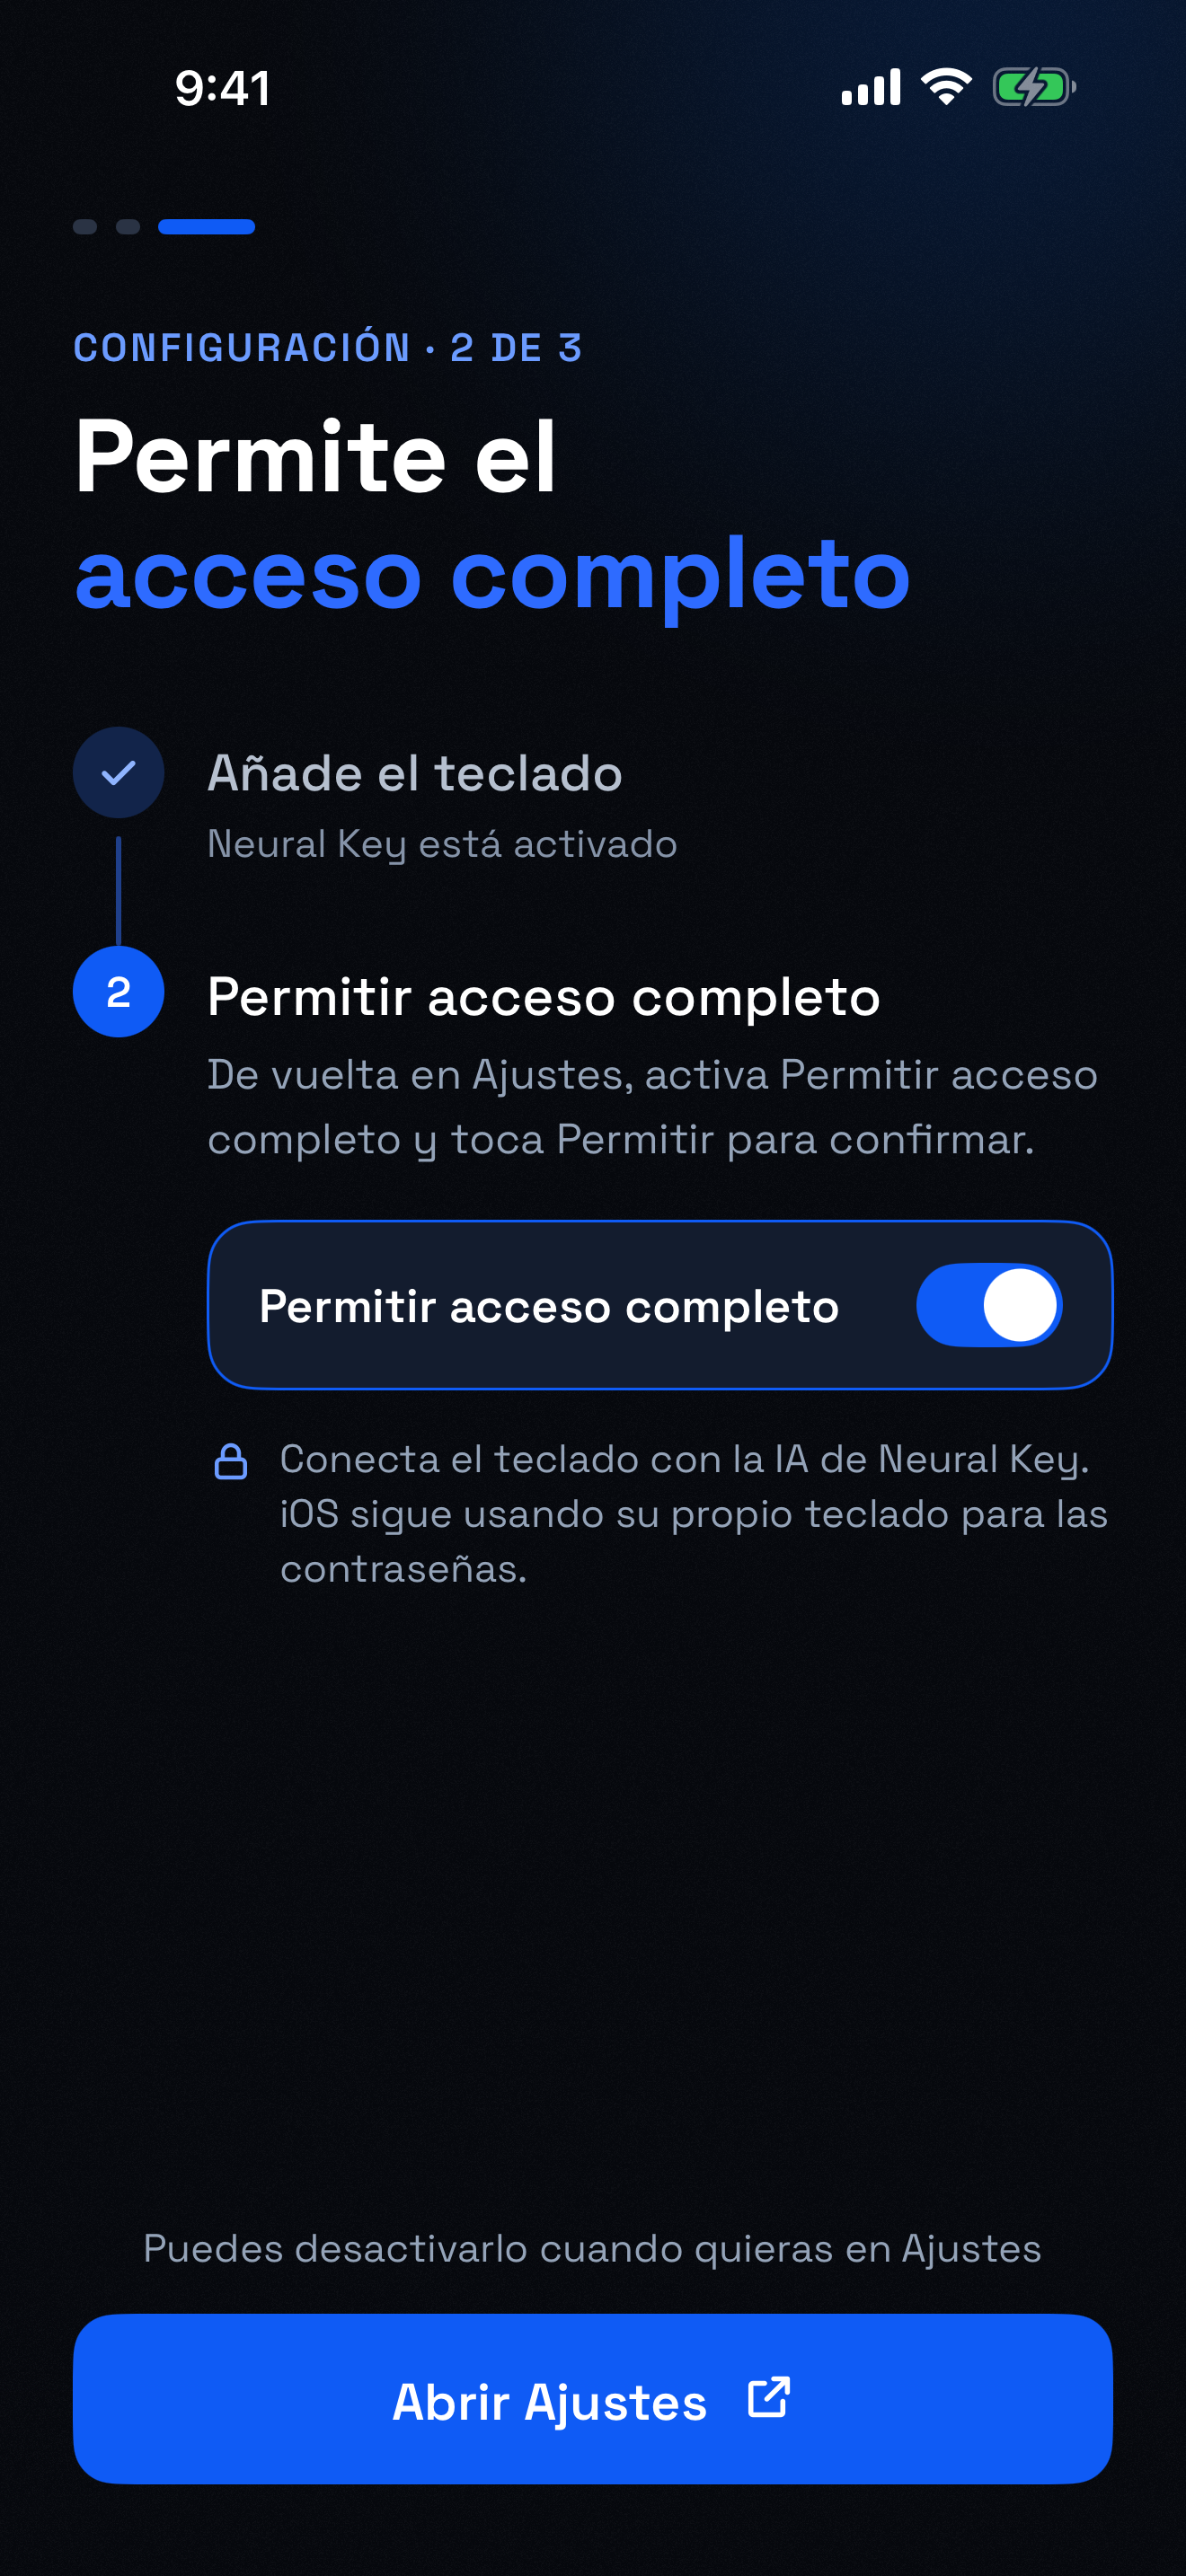 9:41
CONFIGURACIÓN · 2 DE 3
Permite el
acceso completo
Añade el teclado
Neural Key está activado
2
Permitir acceso completo
De vuelta en Ajustes, activa Permitir acceso
completo y toca Permitir para confirmar.
Permitir acceso completo
Conecta el teclado con la IA de Neural Key.
iOS sigue usando su propio teclado para las
contraseñas.
Puedes desactivarlo cuando quieras en Ajustes
Abrir Ajustes